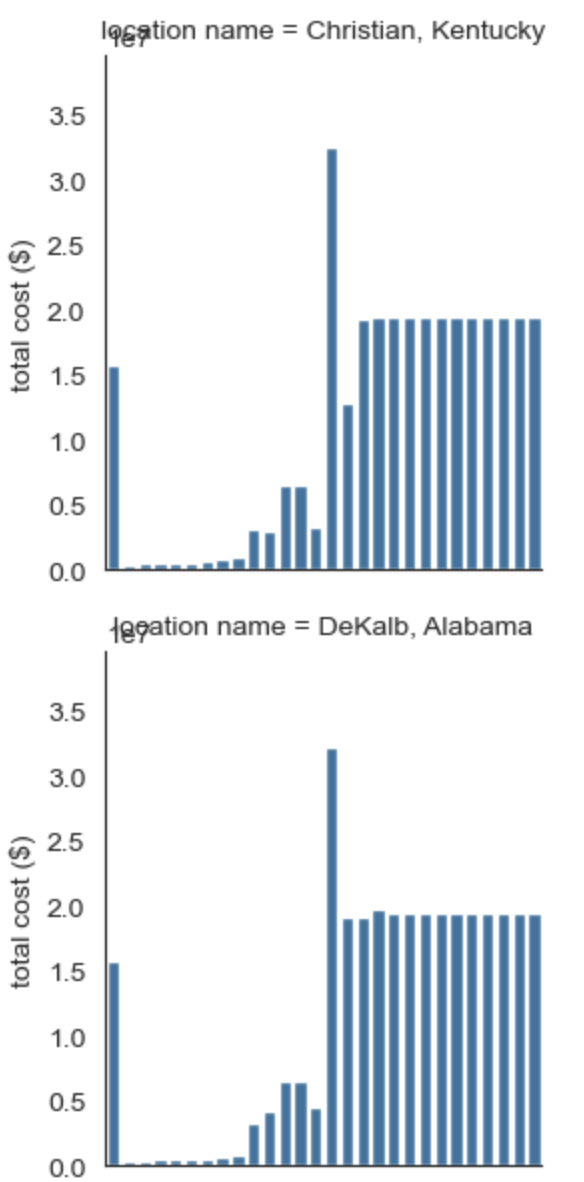 location name = Christian, Kentucky
1e7
3.5
3.0
2.5
2.0
1.5
1.0
0.5
0.0
total cost ($)
location name = DeKalb, Alabama
1e7
3.5
3.0
2.5
2.0
1.5
1.0
0.5
0.0
total cost ($)